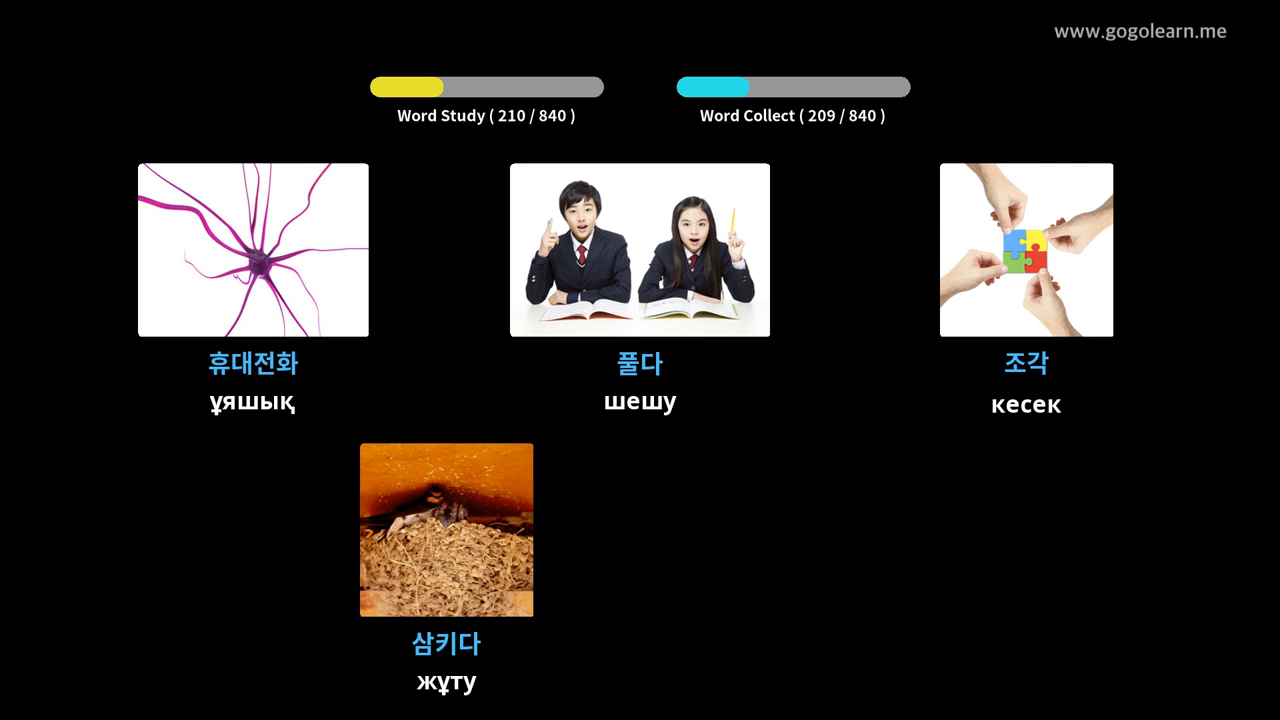 www.gogolearn.me
Word Study ( 210 / 840 )
Word Collect ( 209 / 840 )
휴대전화
ұяшық
풀다
шешу
조각
кесек
삼키다
жұту